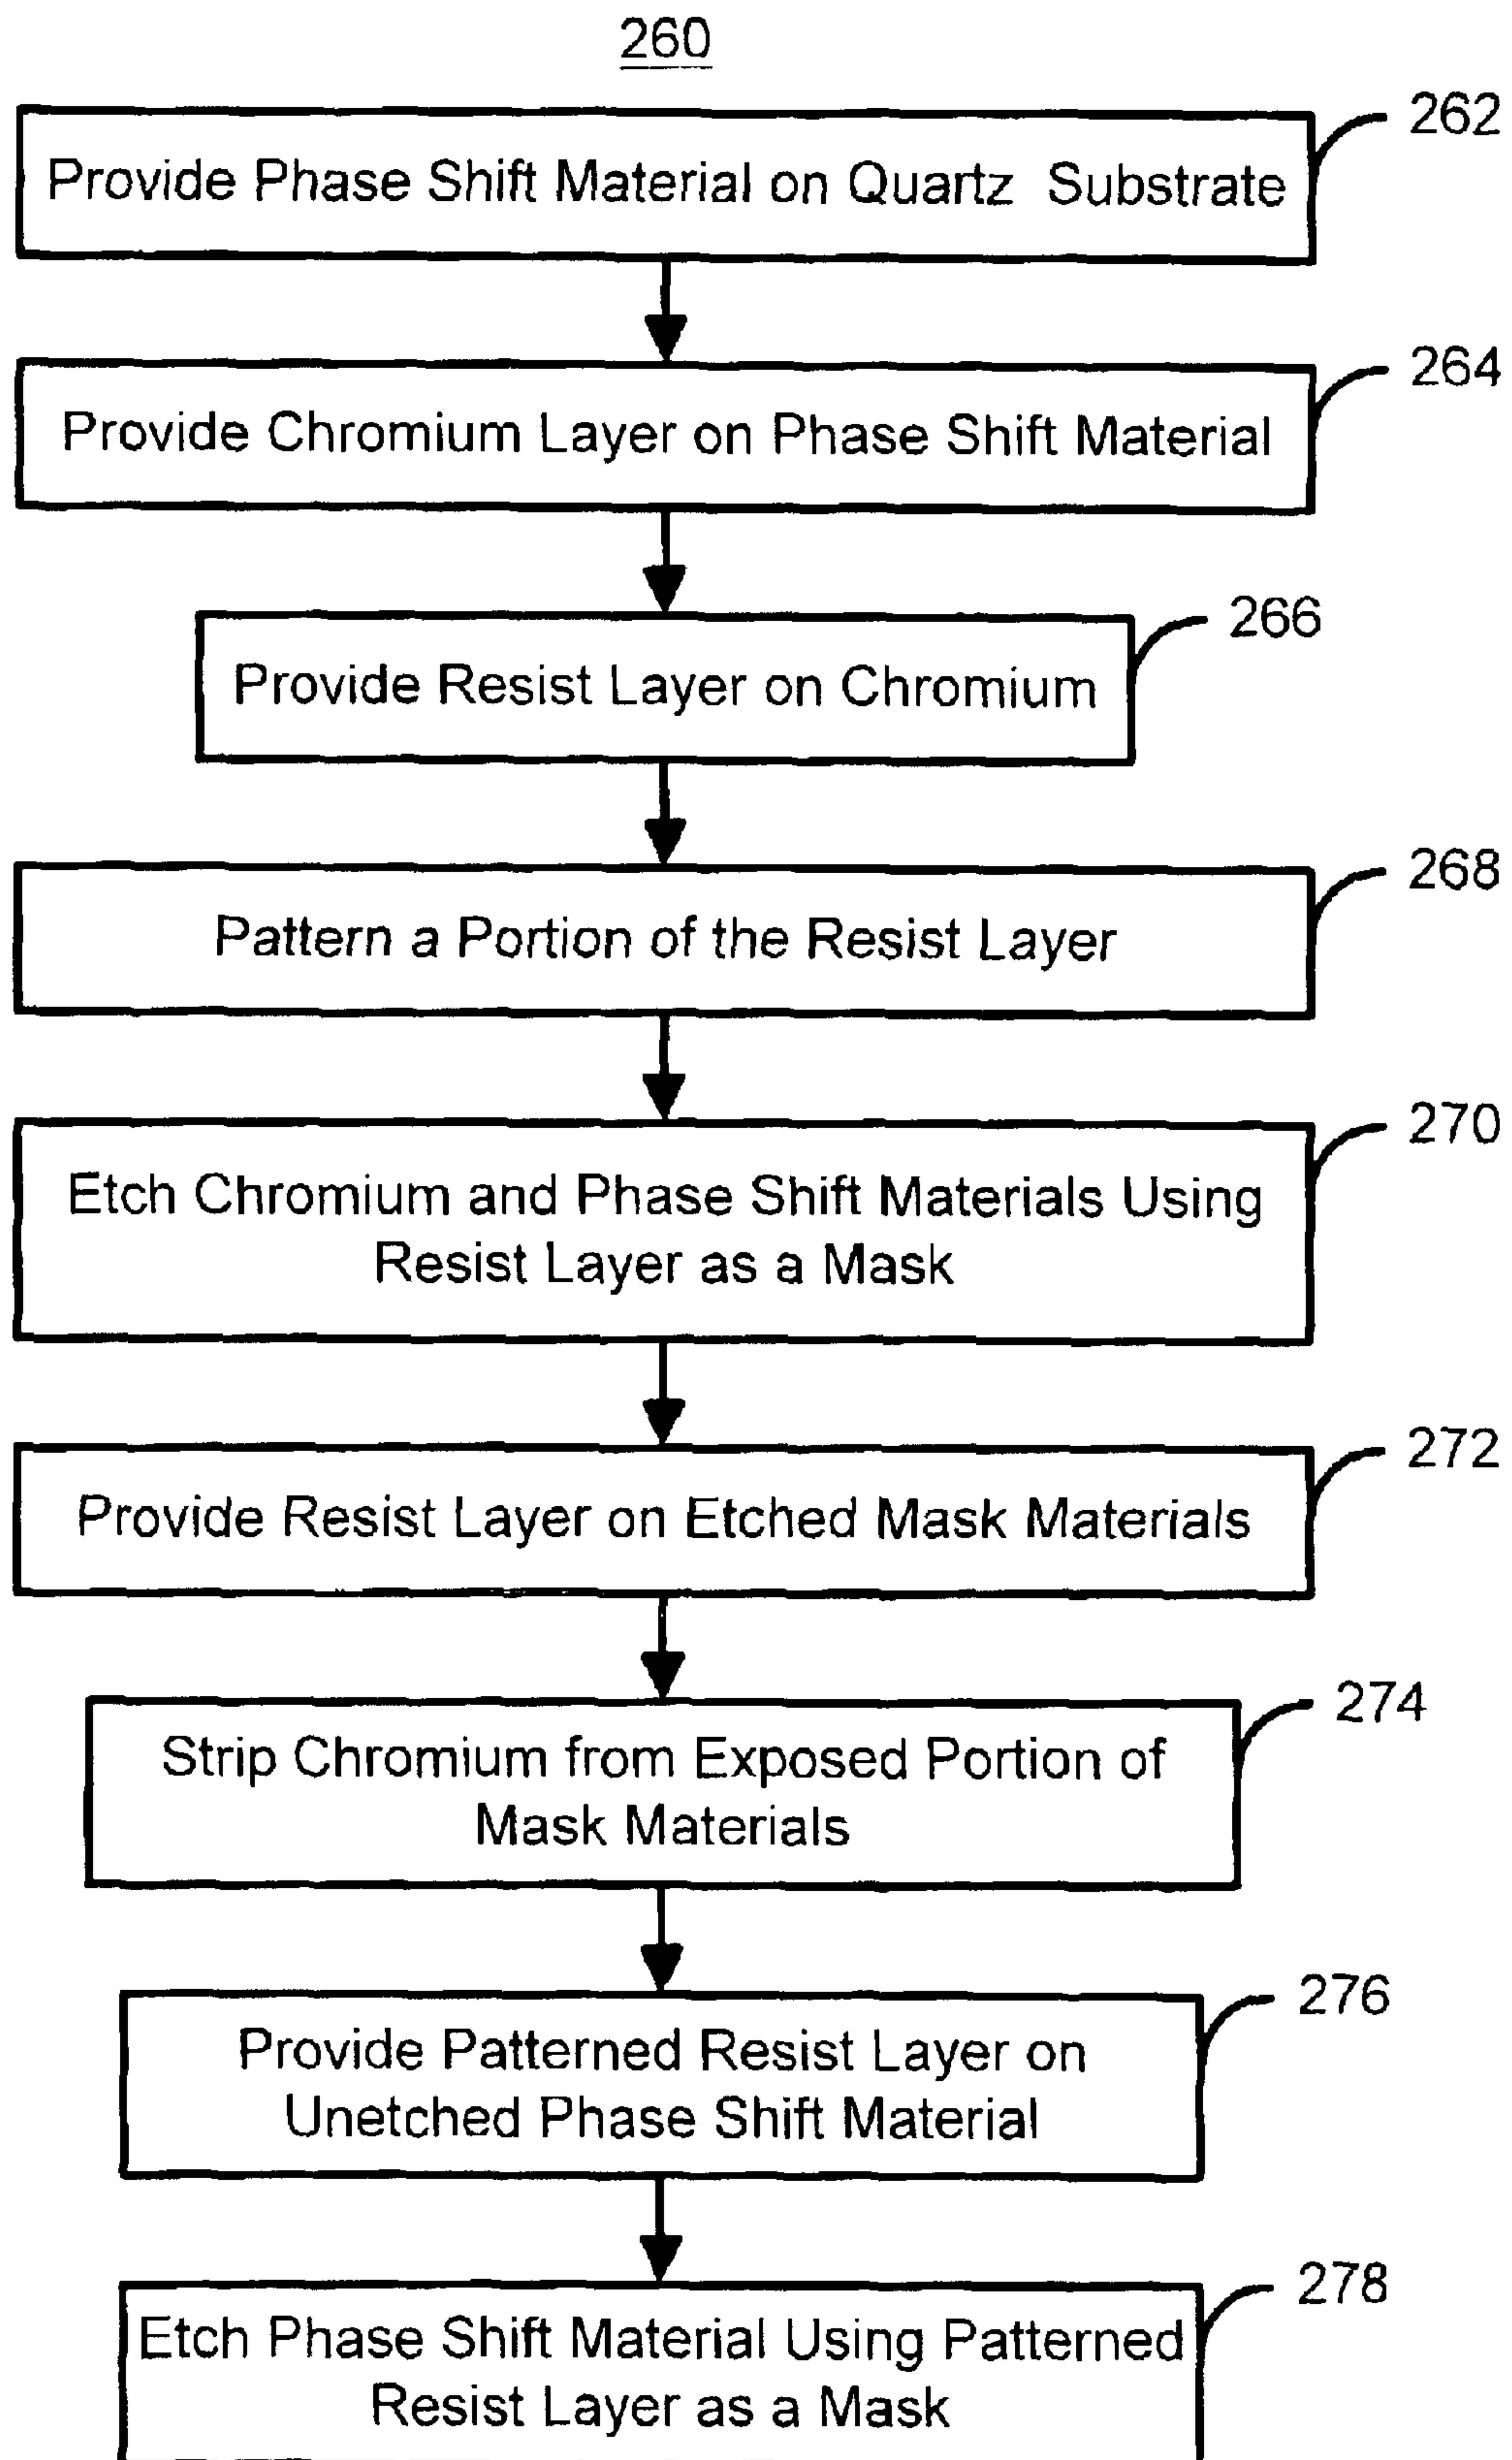 260
262
Provide Phase Shift Material on Quartz Substrate
264
Provide Chromium Layer on Phase Shift Material
266
Provide Resist Layer on Chromium
268
Pattern a Portion of the Resist Layer
270
Etch Chromium and Phase Shift Materials Using
Resist Layer as a Mask
272
Provide Resist Layer on Etched Mask Materials
274
Strip Chromium from Exposed Portion of
Mask Materials
276
Provide Patterned Resist Layer on
Unetched Phase Shift Material
278
Etch Phase Shift Material Using Patterned
Resist Layer as a Mask